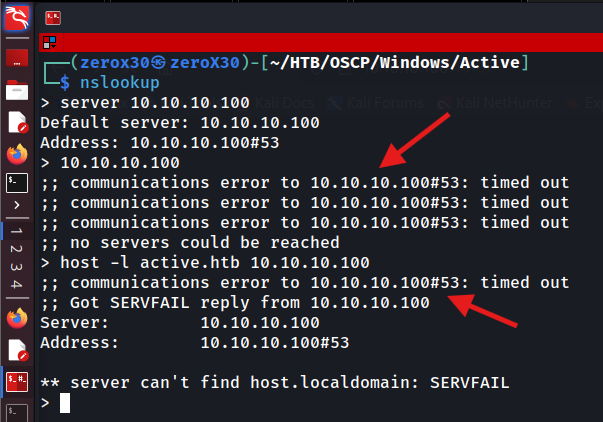 (zerox30㉿zeroX30)-[~/HTB/OSCP/Windows/Active]
$ nslookup
> server 10.10.10.100
Default server: 10.10.10.100
Address: 10.10.10.100#53
> 10.10.10.100
;; communications error to 10.10.10.100#53: timed out
;; communications error to 10.10.10.100#53: timed out
;; communications error to 10.10.10.100#53: timed out
;; no servers could be reached
> host -l active.htb 10.10.10.100
;; communications error to 10.10.10.100#53: timed out
;; Got SERVFAIL reply from 10.10.10.100
Server: 10.10.10.100
Address: 10.10.10.100#53
** server can't find host.localdomain: SERVFAIL
>
Kali Docs
Kali Forums
Kali NetHunter
1
2
3
4